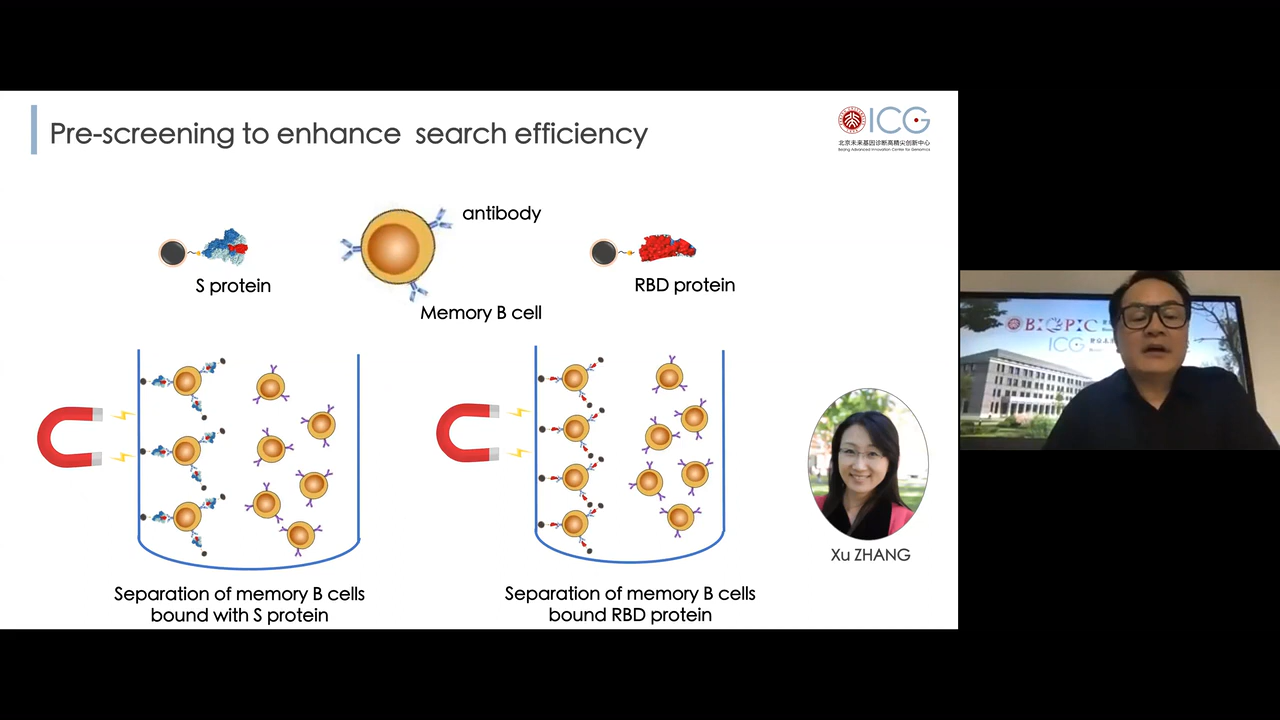 Pre-screening to enhance search efficiency
ICG
北京未来基因诊断高精尖创新中心
Beijing Advanced Innovation Center for Genomics
antibody
S protein
RBD protein
Memory B cell
Separation of memory B cells
bound with S protein
Separation of memory B cells
bound RBD protein
Xu ZHANG
BIOPIC
ICG